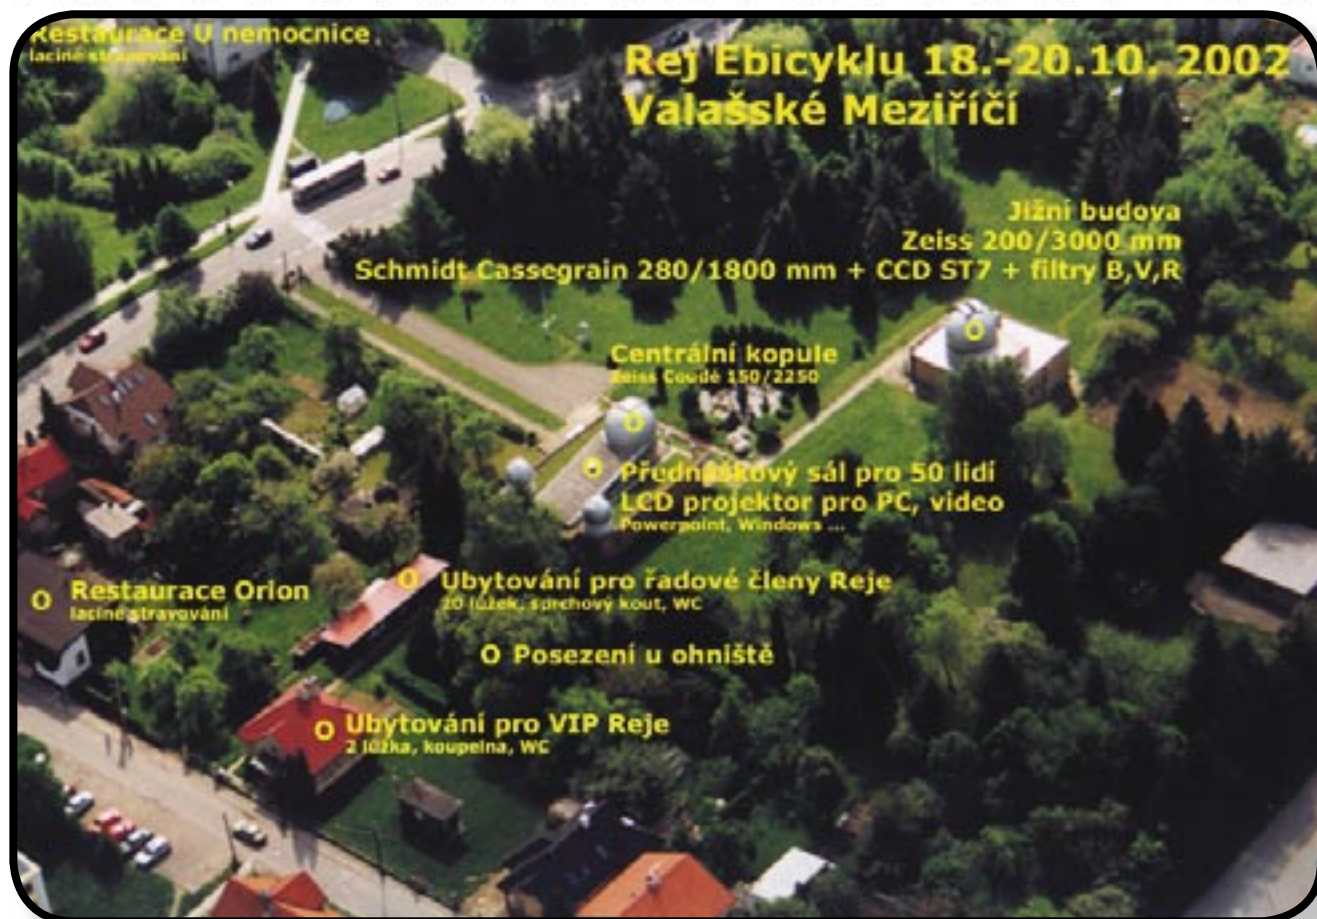 Restaurace U nemocnice
laciné stravování
Rej Ebicyklu 18.-20.10. 2002
Valašské Meziříčí
Jižní budova
Zeiss 200/3000 mm
Schmidt Cassegrain 280/1800 mm + CCD ST7 + filtry B,V,R
Centrální kopule
Zeiss Coudé 150/2250
Přednáškový sál pro 50 lidí
LCD projektor pro PC, video
Powerpoint, Windows ...
Ubytování pro řadové členy Reje
20 lůžek, sprchový kout, WC
Restaurace Orion
laciné stravování
Posezení u ohniště
Ubytování pro VIP Reje
2 lůžka, koupelna, WC